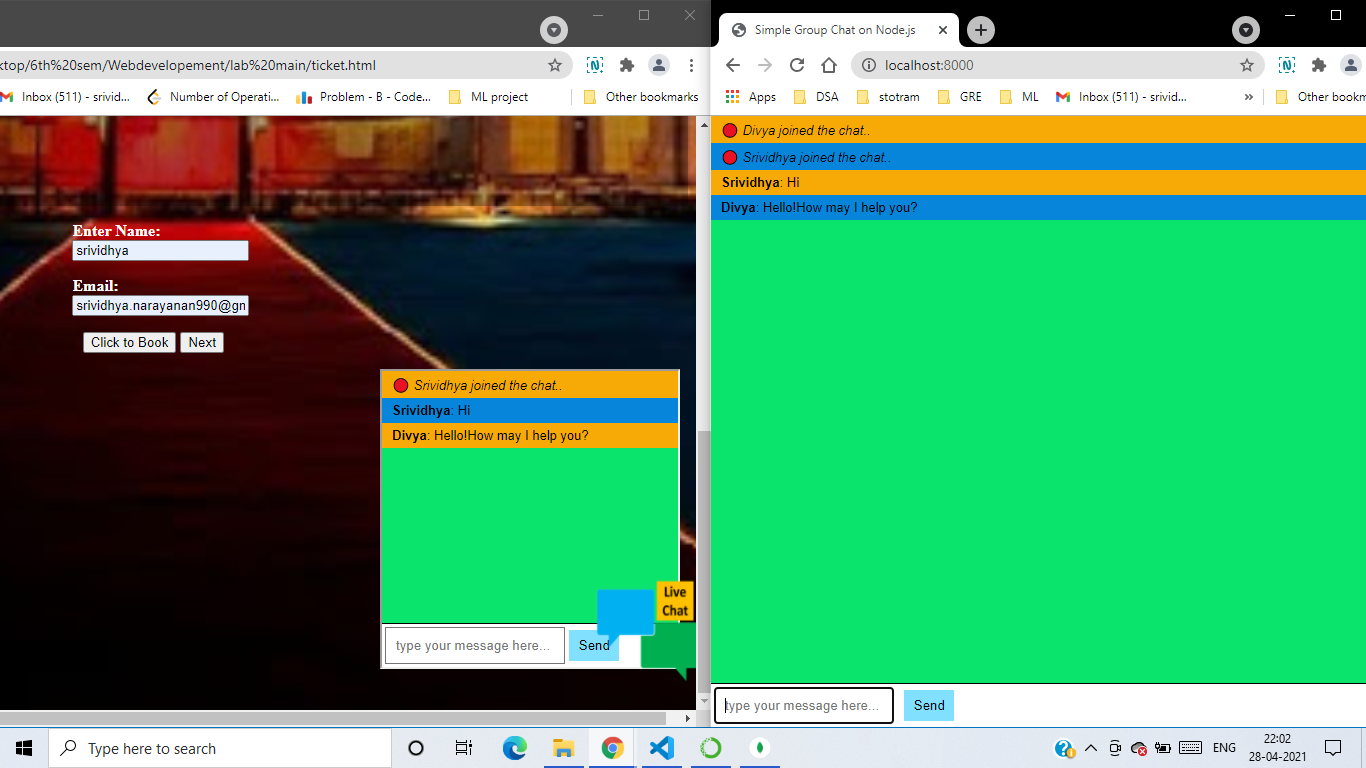 ktop/6th%20sem/Webdevelopement/lab%20main/ticket.html
Inbox (511) - srivid...
Number of Operati...
Problem - B - Code...
ML project
Other bookmarks
Enter Name:
srividhya
Email:
srividhya.narayanan990@gn
Click to Book
Next
Srividhya joined the chat..
Srividhya: Hi
Divya: Hello!How may I help you?
Live
Chat
type your message here...
Send
Simple Group Chat on Node.js
localhost:8000
Apps
DSA
stotram
GRE
ML
Inbox (511) - srivid...
Other bookm
Divya joined the chat..
Srividhya joined the chat..
Srividhya: Hi
Divya: Hello!How may I help you?
type your message here...
Send
Type here to search
ENG
22:02
28-04-2021